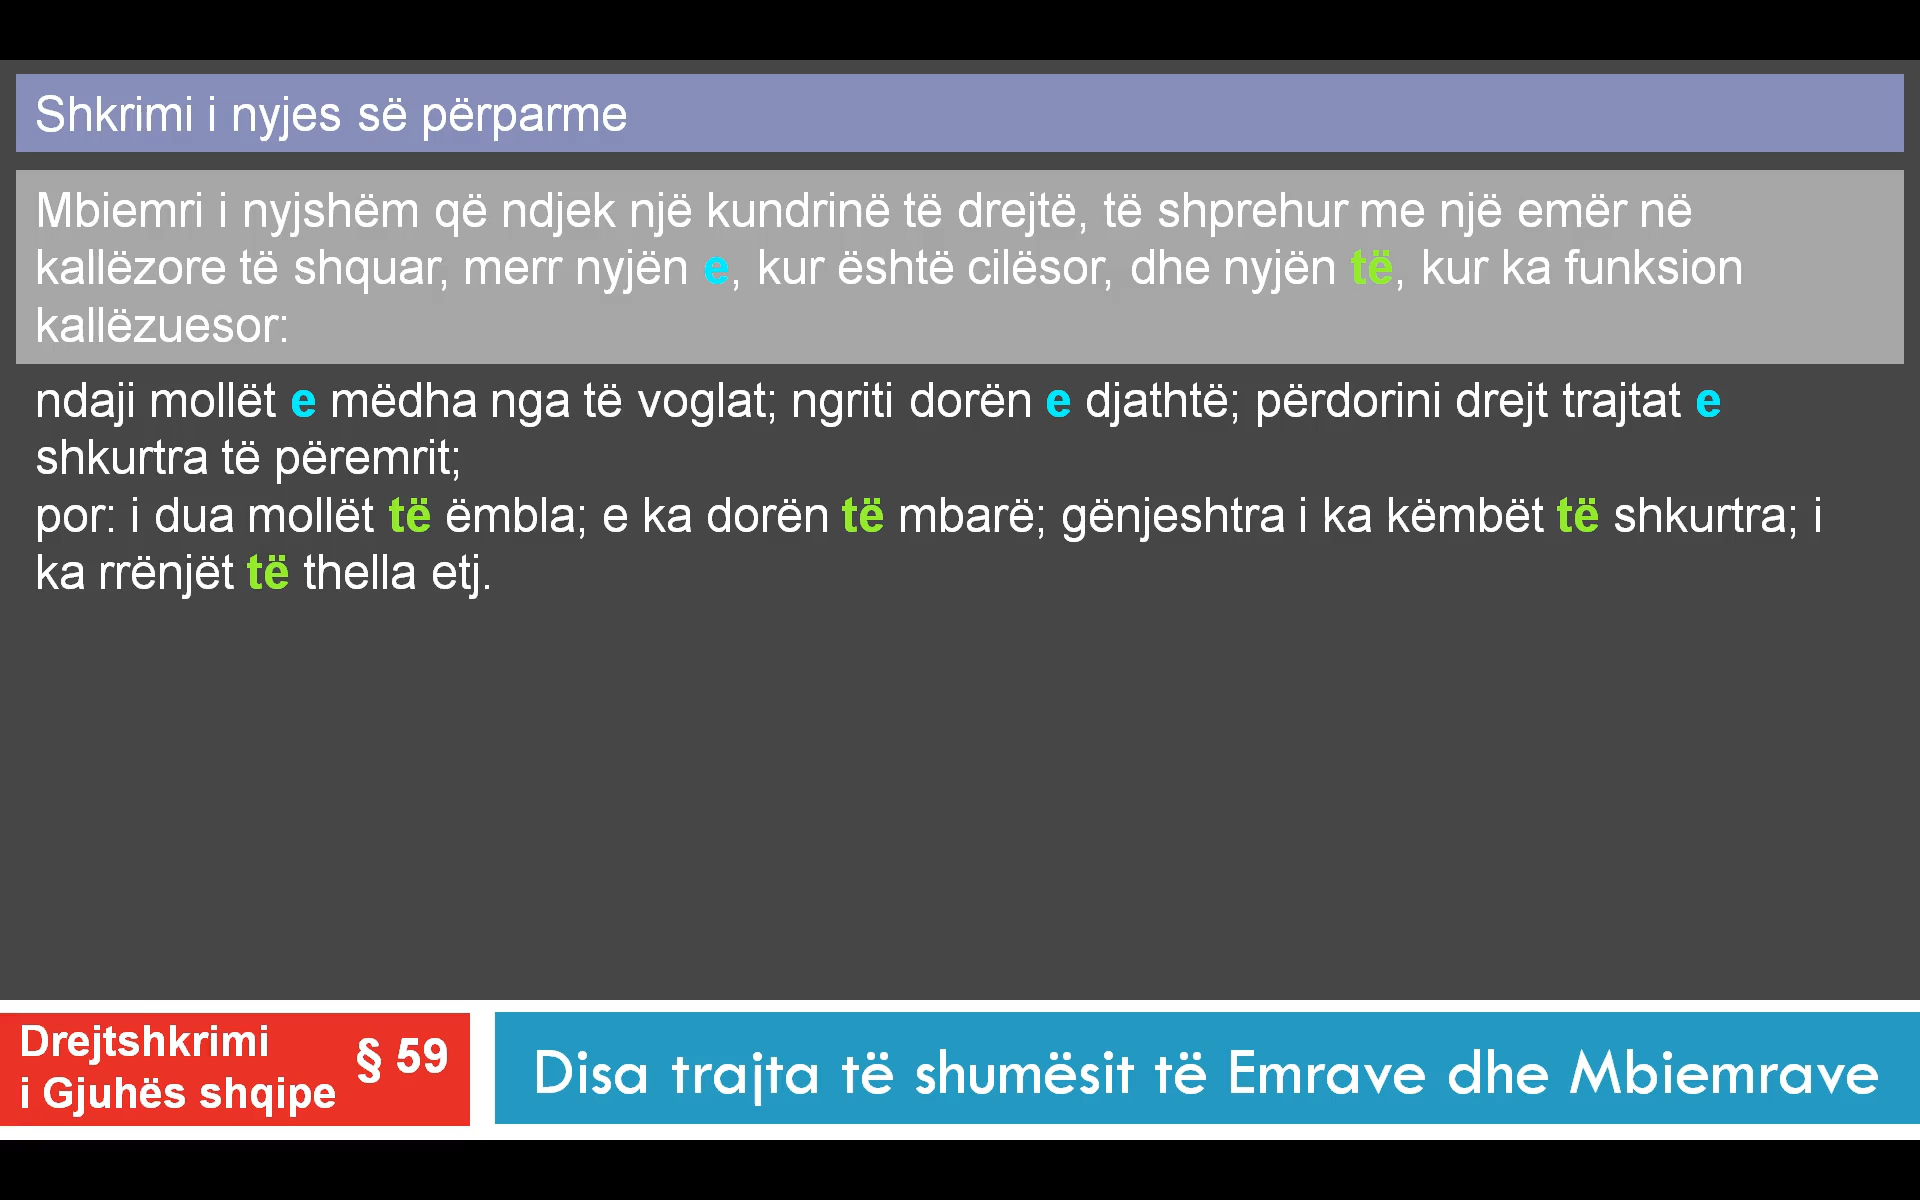 Shkrimi i nyjes së përparme
Mbiemri i nyjshëm që ndjek një kundrinë të drejtë, të shprehur me një emër në
kallëzore të shquar, merr nyjën e, kur është cilësor, dhe nyjën të, kur ka funksion
kallëzuesor:
ndaji mollët e mëdha nga të voglat; ngriti dorën e djathtë; përdorini drejt trajtat e
shkurtra të përemrit;
por: i dua mollët të ëmbla; e ka dorën të mbarë; gënjeshtra i ka këmbët të shkurtra; i
ka rrënjët të thella etj.
Drejtshkrimi
i Gjuhës shqipe
§ 59
Disa trajta të shumësit të Emrave dhe Mbiemrave